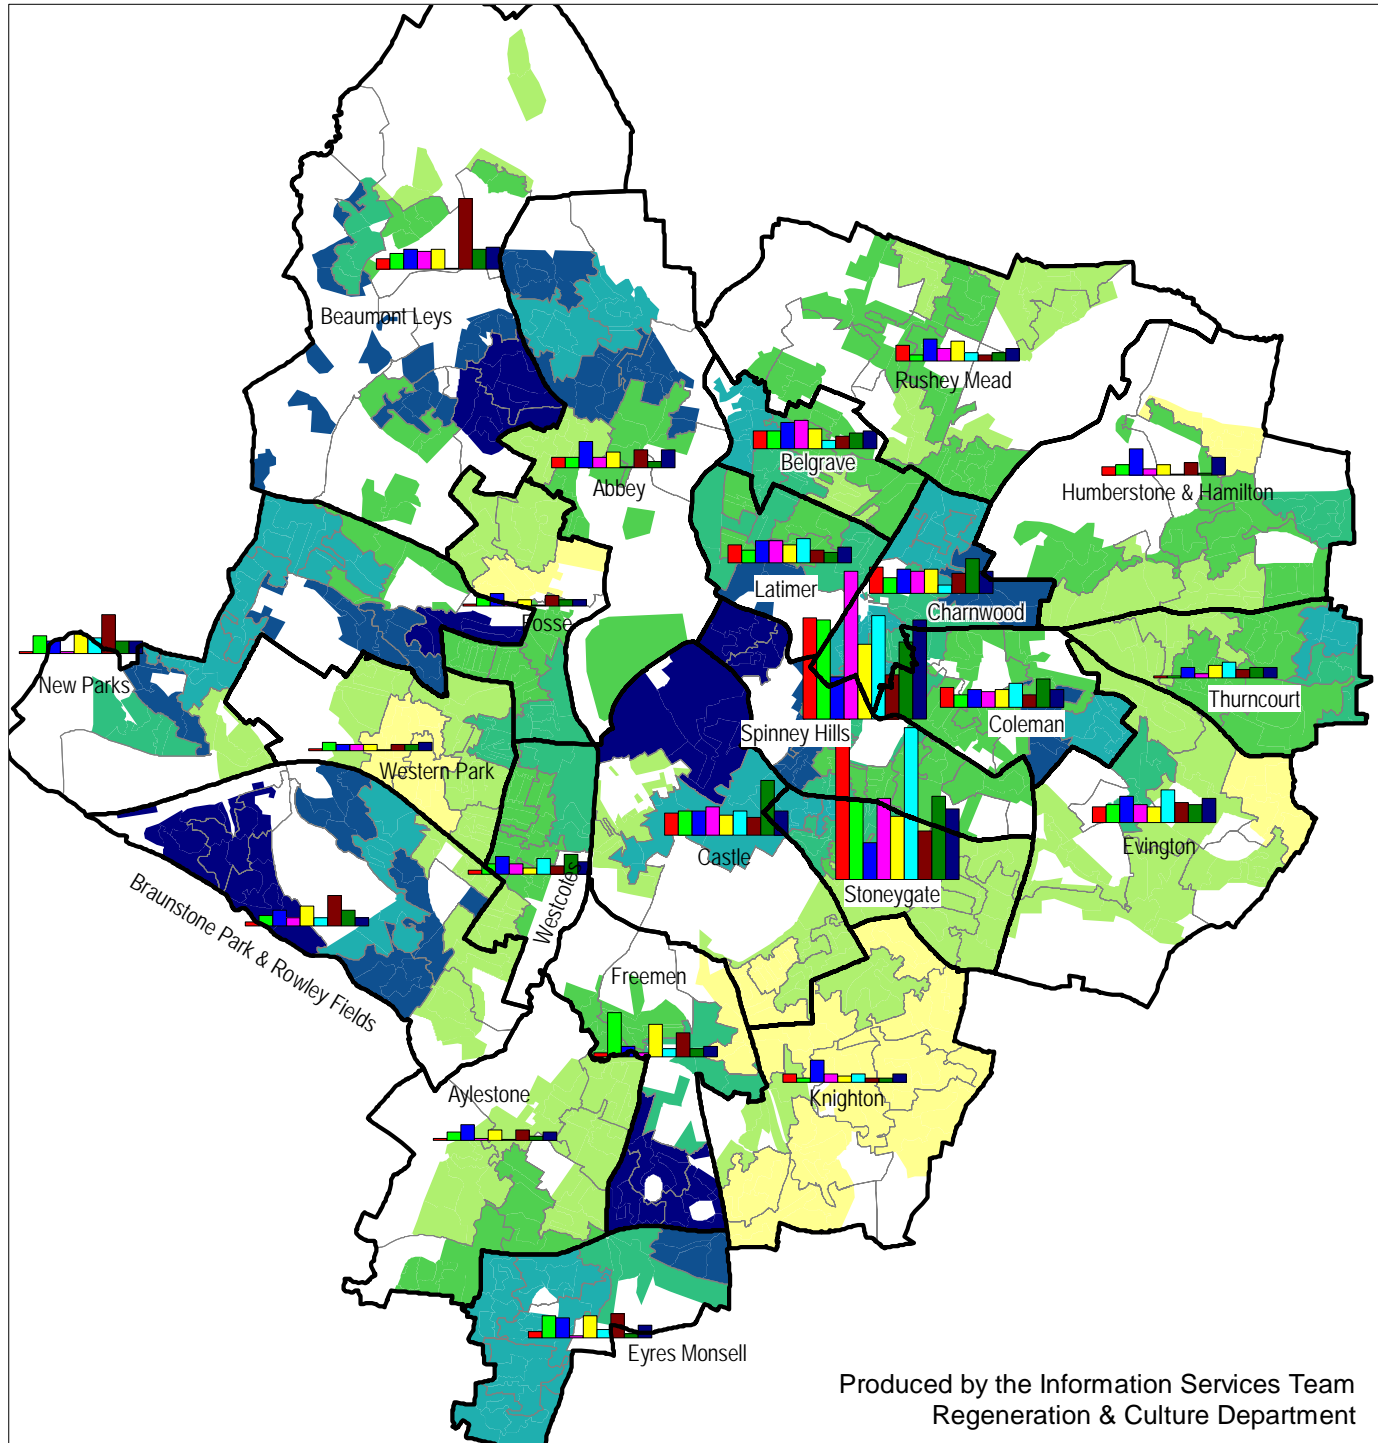 Beaumont Leys
Rushey Mead
Belgrave
Abbey
Humberstone & Hamilton
Latimer
Charnwood
Fosse
New Parks
Thurncourt
Coleman
Spinney Hills
Western Park
Evington
Castle
Stoneygate
Westcotes
Braunstone Park & Rowley Fields
Freemen
Aylestone
Knighton
Eyres Monsell
Produced by the Information Services Team
Regeneration & Culture Department